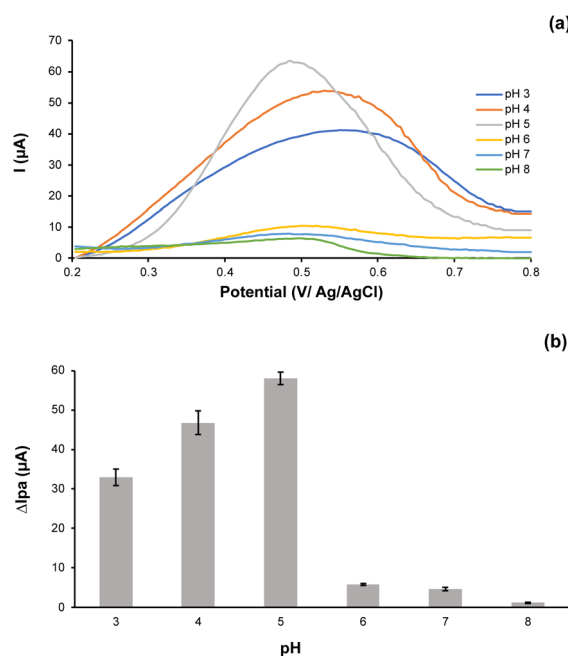 (a)
70
60
50
40
30
20
10
0
I (µA)
pH 3
pH 4
pH 5
pH 6
pH 7
pH 8
0.2 0.3 0.4 0.5 0.6 0.7 0.8
Potential (V/ Ag/AgCl)
(b)
60
50
40
30
20
10
0
ΔIpa (µA)
3 4 5 6 7 8
pH